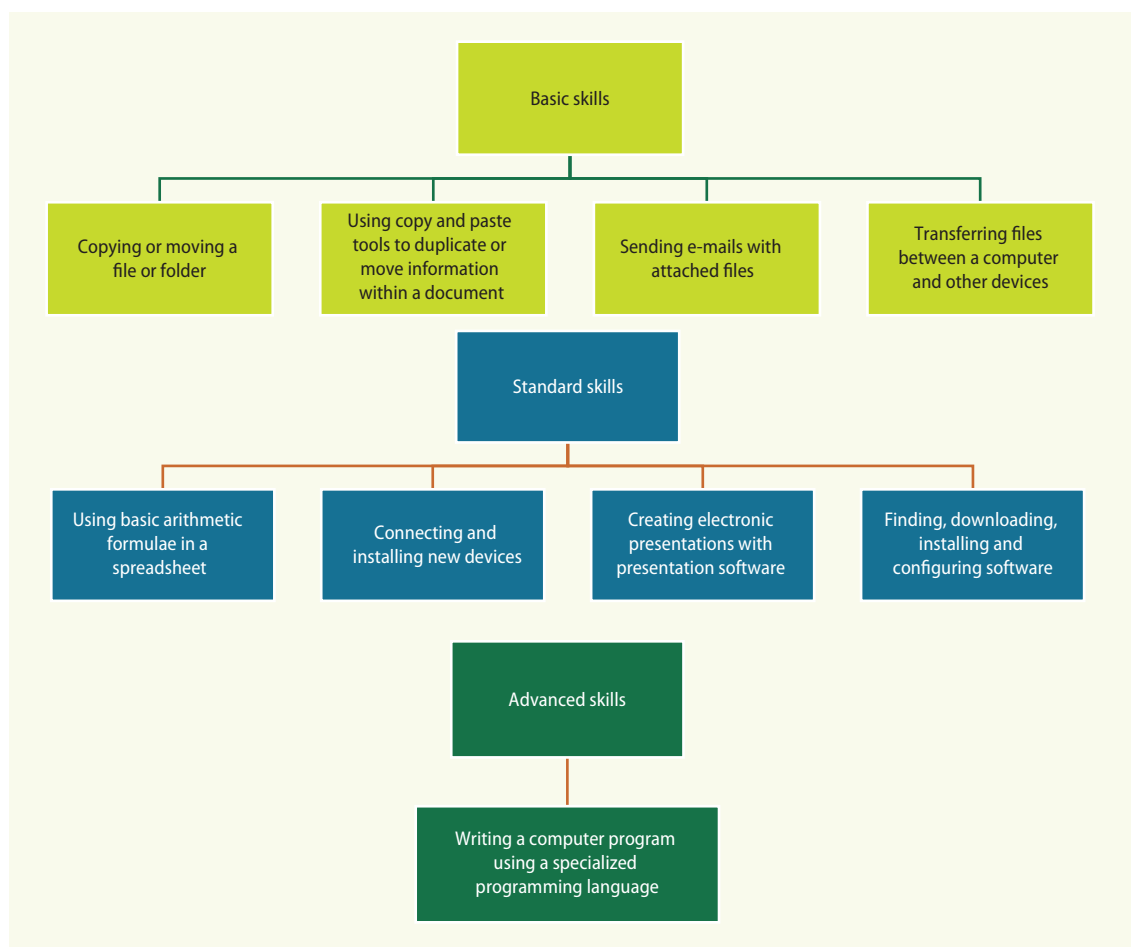 Basic skills
Copying or moving a
file or folder
Using copy and paste
tools to duplicate or
move information
within a document
Sending e-mails with
attached files
Transferring files
between a computer
and other devices
Standard skills
Using basic arithmetic
formulae in a
spreadsheet
Connecting and
installing new devices
Creating electronic
presentations with
presentation software
Finding, downloading,
installing and
configuring software
Advanced skills
Writing a computer program
using a specialized
programming language